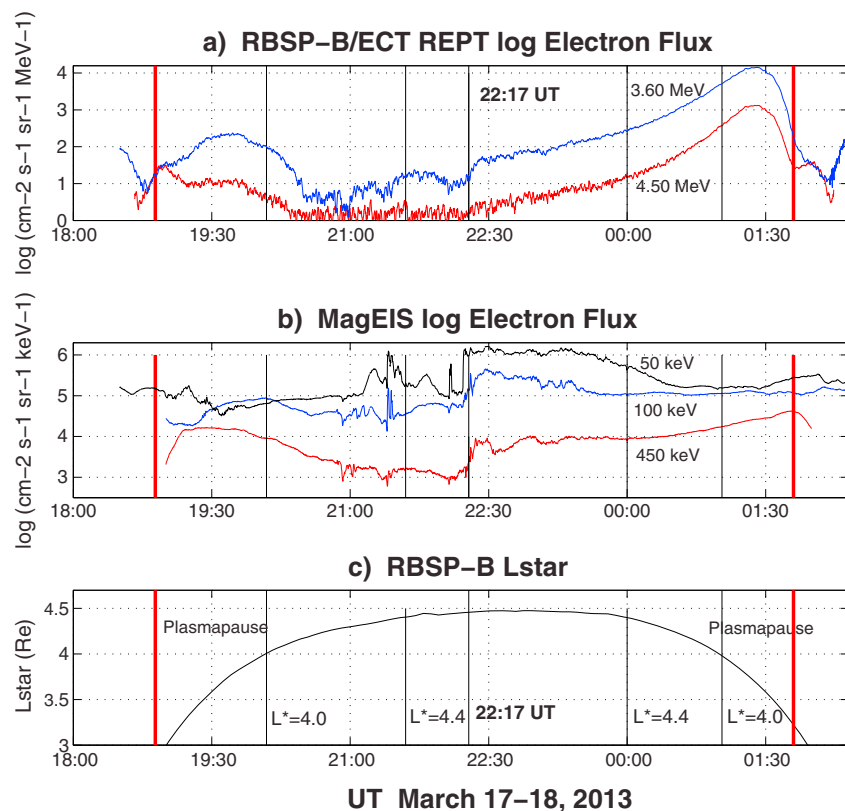 a) RBSP−B/ECT REPT log Electron Flux
log (cm−2 s−1 sr−1 MeV−1)
4
3
2
1
0
22:17 UT
3.60 MeV
4.50 MeV
18:00 19:30 21:00 22:30 00:00 01:30
b) MagEIS log Electron Flux
log (cm−2 s−1 sr−1 keV−1)
6
5
4
3
50 keV
100 keV
450 keV
18:00 19:30 21:00 22:30 00:00 01:30
c) RBSP−B Lstar
Lstar (Re)
4.5
4
3.5
3
Plasmapause Plasmapause
L*=4.0 L*=4.4 22:17 UT L*=4.4 L*=4.0
18:00 19:30 21:00 22:30 00:00 01:30
UT March 17−18, 2013